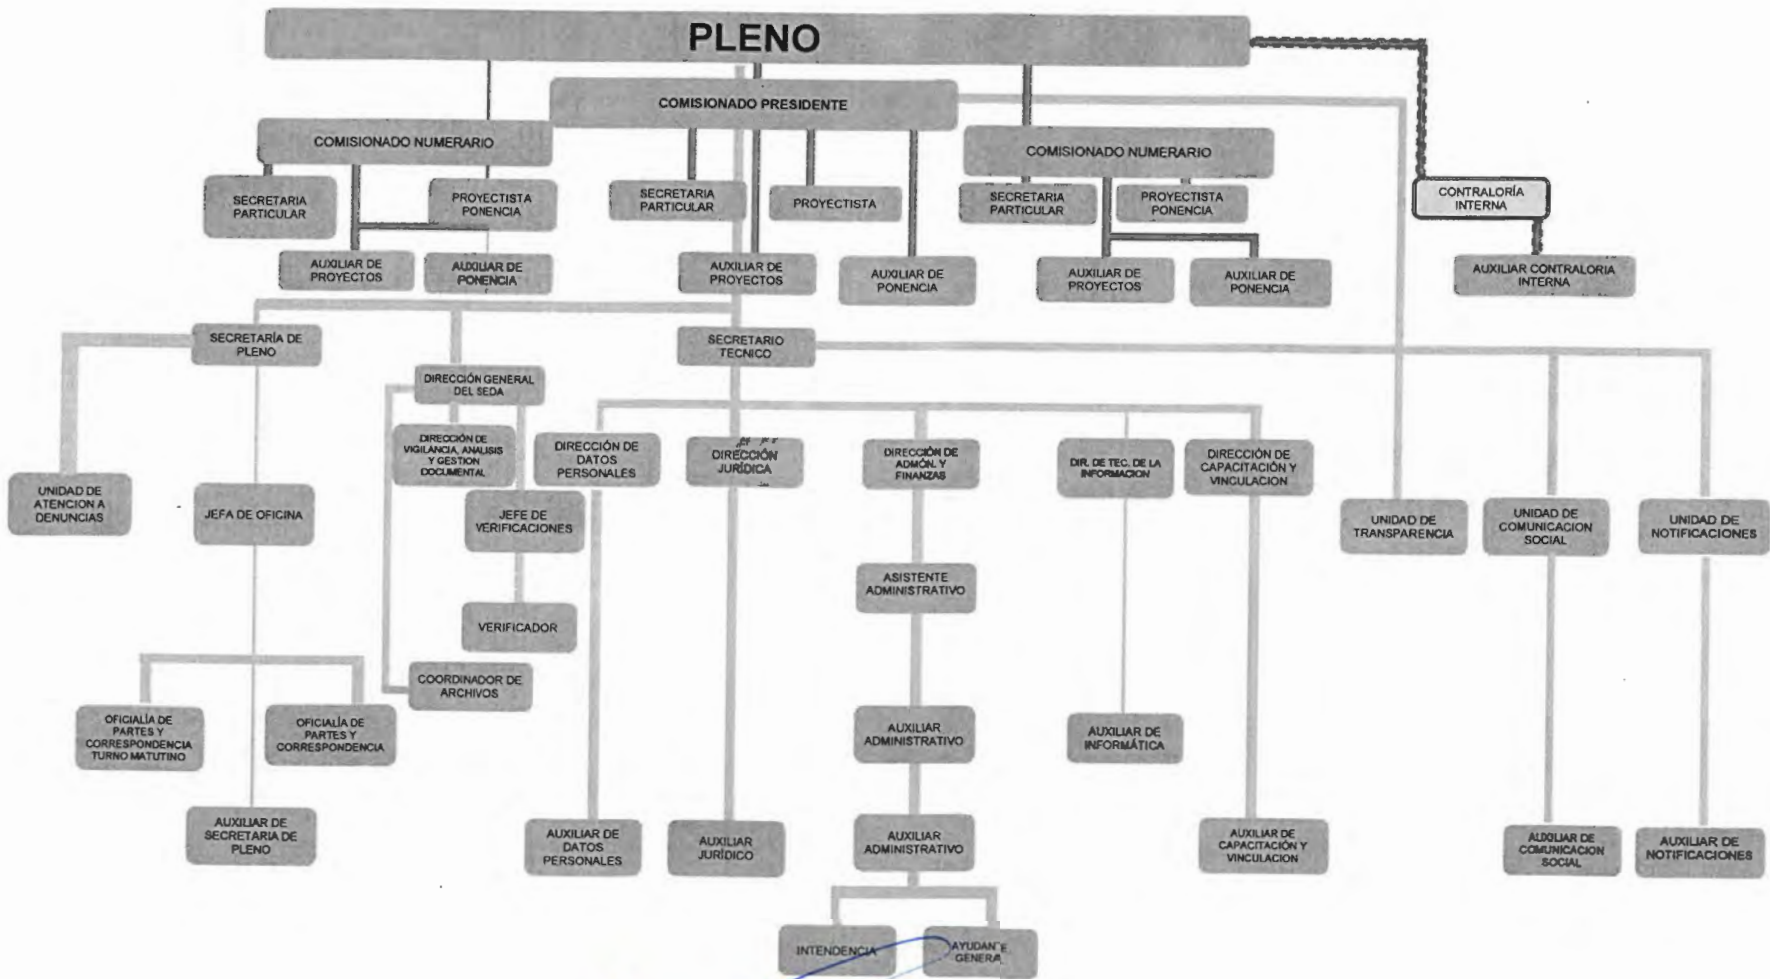 PLENO
COMISIONADO PRESIDENTE
COMISIONADO NUMERARIO
COMISIONADO NUMERARIO
SECRETARIA
PARTICULAR
PROYECTISTA
PONENCIA
SECRETARIA
PARTICULAR
PROYECTISTA
SECRETARIA
PARTICULAR
PROYECTISTA
PONENCIA
CONTRALORÍA
INTERNA
AUXILIAR DE
PROYECTOS
AUXILIAR DE
PONENCIA
AUXILIAR DE
PROYECTOS
AUXILIAR DE
PONENCIA
AUXILIAR DE
PROYECTOS
AUXILIAR DE
PONENCIA
AUXILIAR CONTRALORIA
INTERNA
SECRETARÍA DE
PLENO
SECRETARIO
TECNICO
DIRECCIÓN GENERAL
DEL SEDA
DIRECCIÓN DE
VIGILANCIA, ANALISIS
Y GESTION
DOCUMENTAL
DIRECCIÓN DE
DATOS
PERSONALES
DIRECCIÓN
JURÍDICA
DIRECCIÓN DE
ADMÓN. Y
FINANZAS
DIR. DE TEC. DE LA
INFORMACION
DIRECCIÓN DE
CAPACITACIÓN Y
VINCULACION
UNIDAD DE
ATENCION A
DENUNCIAS
JEFA DE OFICINA
JEFE DE
VERIFICACIONES
UNIDAD DE
TRANSPARENCIA
UNIDAD DE
COMUNICACION
SOCIAL
UNIDAD DE
NOTIFICACIONES
ASISTENTE
ADMINISTRATIVO
VERIFICADOR
COORDINADOR DE
ARCHIVOS
OFICIALÍA DE
PARTES Y
CORRESPONDENCIA
TURNO MATUTINO
OFICIALÍA DE
PARTES Y
CORRESPONDENCIA
AUXILIAR
ADMINISTRATIVO
AUXILIAR DE
INFORMÁTICA
AUXILIAR DE
SECRETARIA DE
PLENO
AUXILIAR DE
DATOS
PERSONALES
AUXILIAR
JURÍDICO
AUXILIAR
ADMINISTRATIVO
AUXILIAR DE
CAPACITACIÓN Y
VINCULACION
AUXILIAR DE
COMUNICACION
SOCIAL
AUXILIAR DE
NOTIFICACIONES
INTENDENCIA
AYUDANTE
GENERAL